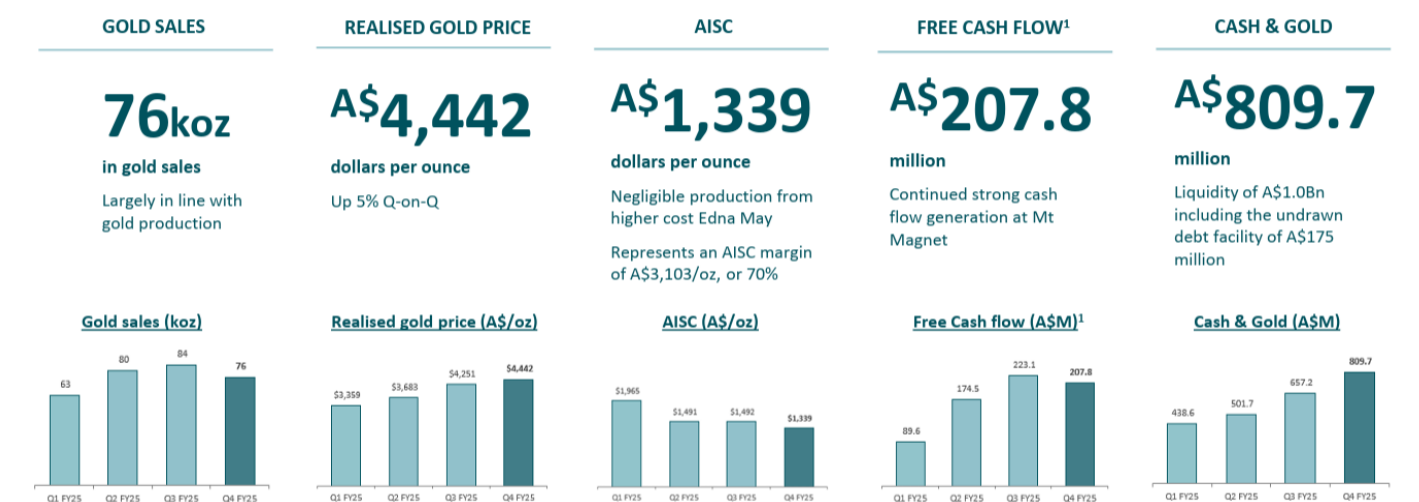 GOLD SALES
76koz
in gold sales
Largely in line with
gold production
REALISED GOLD PRICE
A$4,442
dollars per ounce
Up 5% Q-on-Q
AISC
A$1,339
dollars per ounce
Negligible production from
higher cost Edna May
Represents an AISC margin
of A$3,103/oz, or 70%
FREE CASH FLOW¹
A$207.8
million
Continued strong cash
flow generation at Mt
Magnet
CASH & GOLD
A$809.7
million
Liquidity of A$1.0Bn
including the undrawn
debt facility of A$175
million
Gold sales (koz)
63
80
84
76
Q1 FY25
Q2 FY25
Q3 FY25
Q4 FY25
Realised gold price (A$/oz)
$3,359
$3,683
$4,251
$4,442
Q1 FY25
Q2 FY25
Q3 FY25
Q4 FY25
AISC (A$/oz)
$1,965
$1,491
$1,492
$1,339
Q1 FY25
Q2 FY25
Q3 FY25
Q4 FY25
Free Cash flow (A$M)¹
89.6
174.5
223.1
207.8
Q1 FY25
Q2 FY25
Q3 FY25
Q4 FY25
Cash & Gold (A$M)
438.6
501.7
657.2
809.7
Q1 FY25
Q2 FY25
Q3 FY25
Q4 FY25